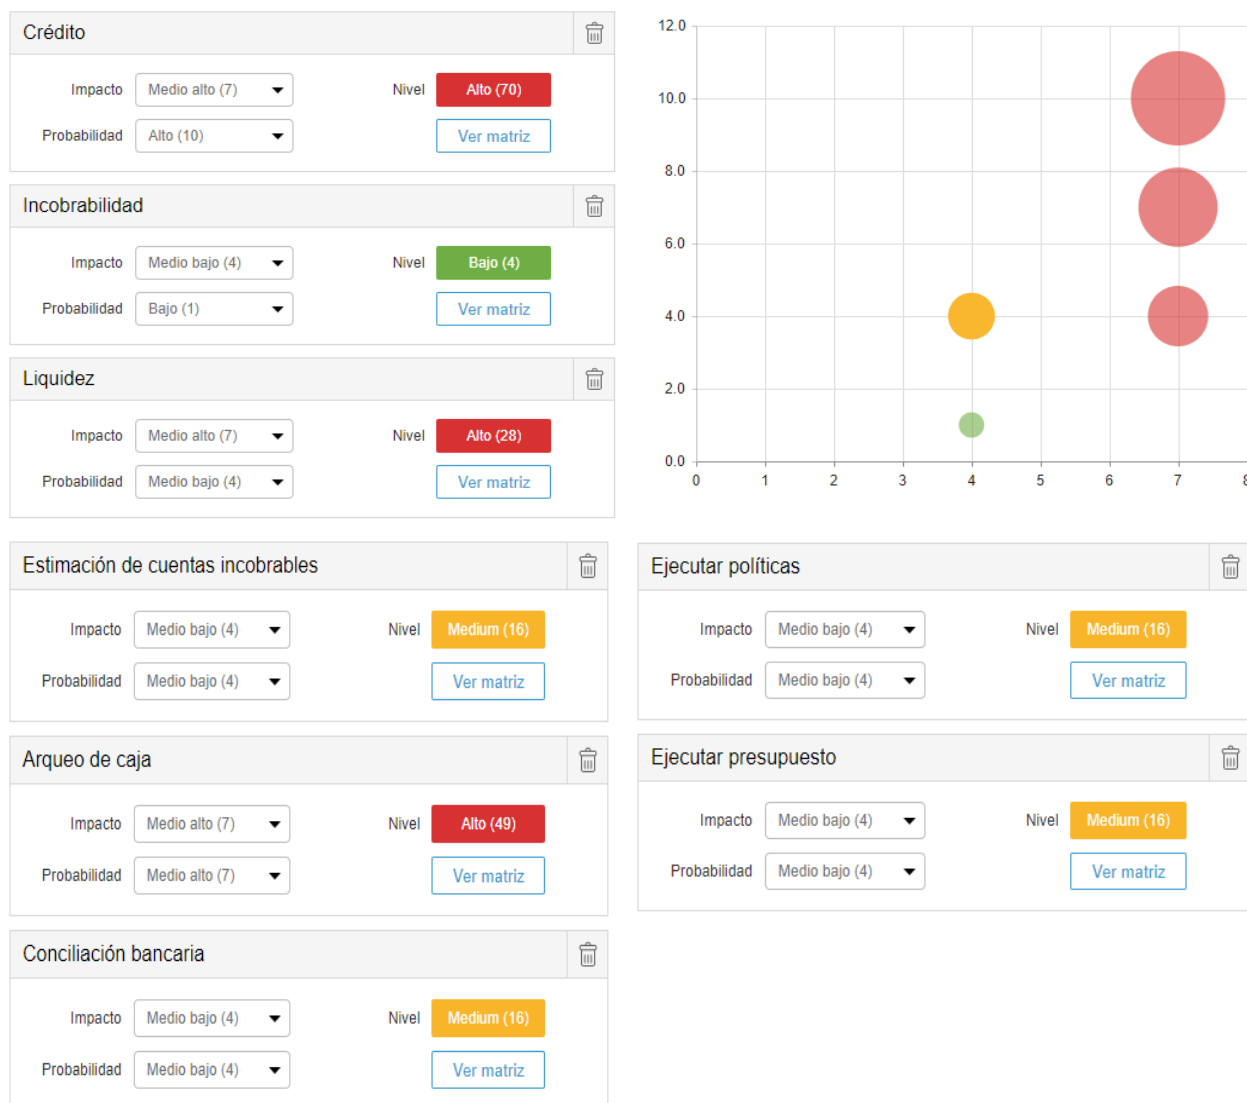 Crédito
Impacto Medio alto (7) Nivel Alto (70)
Probabilidad Alto (10) Ver matriz
Incobrabilidad
Impacto Medio bajo (4) Nivel Bajo (4)
Probabilidad Bajo (1) Ver matriz
Liquidez
Impacto Medio alto (7) Nivel Alto (28)
Probabilidad Medio bajo (4) Ver matriz
12.0
10.0
8.0
6.0
4.0
2.0
0.0
0 1 2 3 4 5 6 7 8
Estimación de cuentas incobrables
Impacto Medio bajo (4) Nivel Medium (16)
Probabilidad Medio bajo (4) Ver matriz
Arqueo de caja
Impacto Medio alto (7) Nivel Alto (49)
Probabilidad Medio alto (7) Ver matriz
Conciliación bancaria
Impacto Medio bajo (4) Nivel Medium (16)
Probabilidad Medio bajo (4) Ver matriz
Ejecutar políticas
Impacto Medio bajo (4) Nivel Medium (16)
Probabilidad Medio bajo (4) Ver matriz
Ejecutar presupuesto
Impacto Medio bajo (4) Nivel Medium (16)
Probabilidad Medio bajo (4) Ver matriz